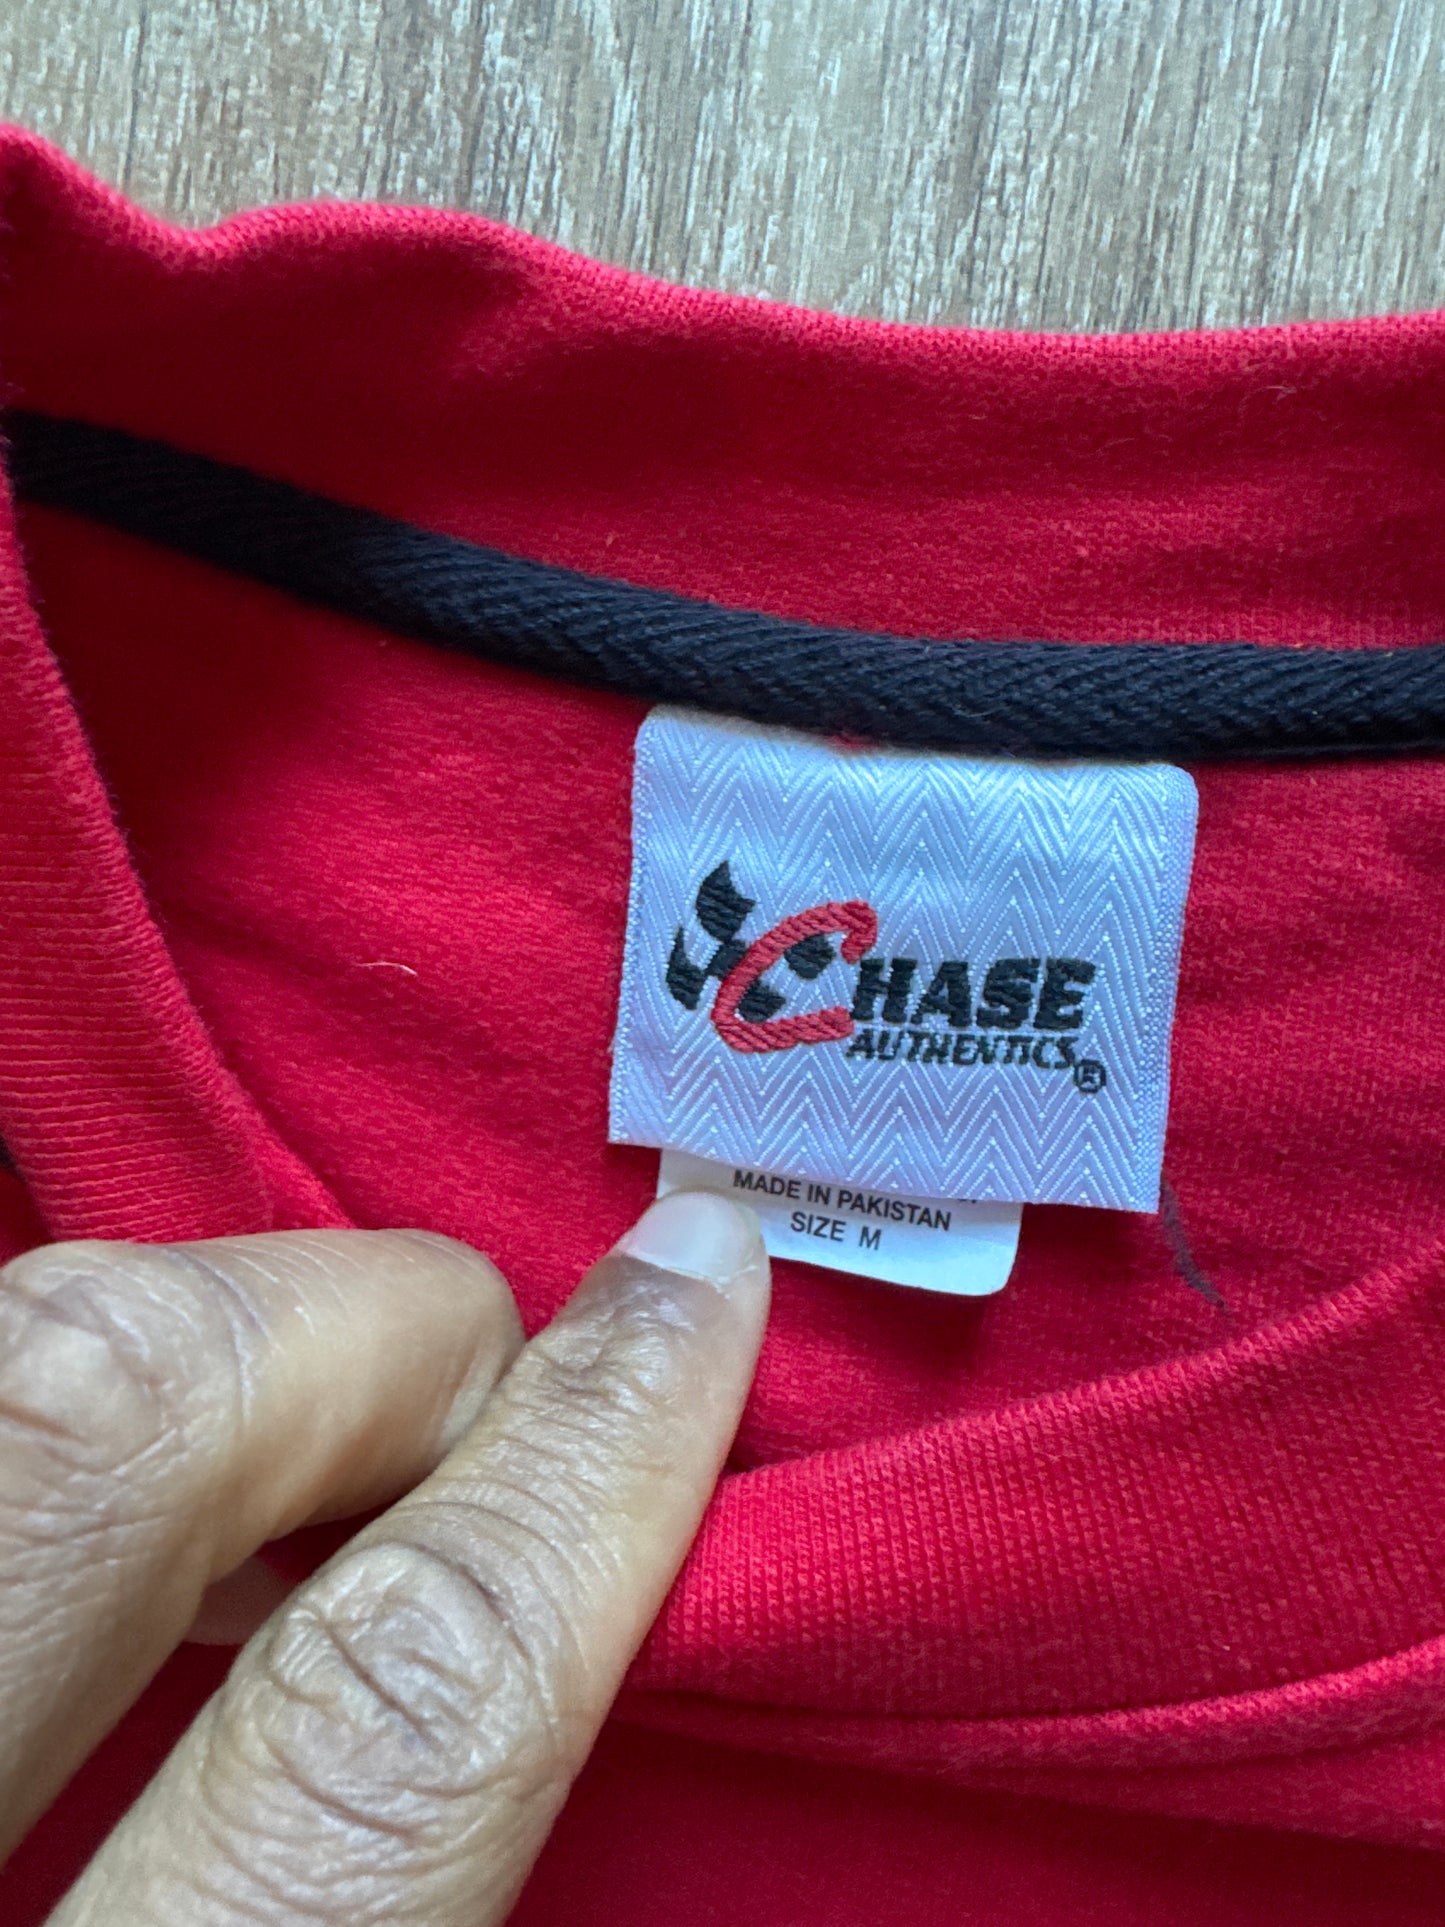 CHASE
AUTHENTICS®
MADE IN PAKISTAN
SIZE M